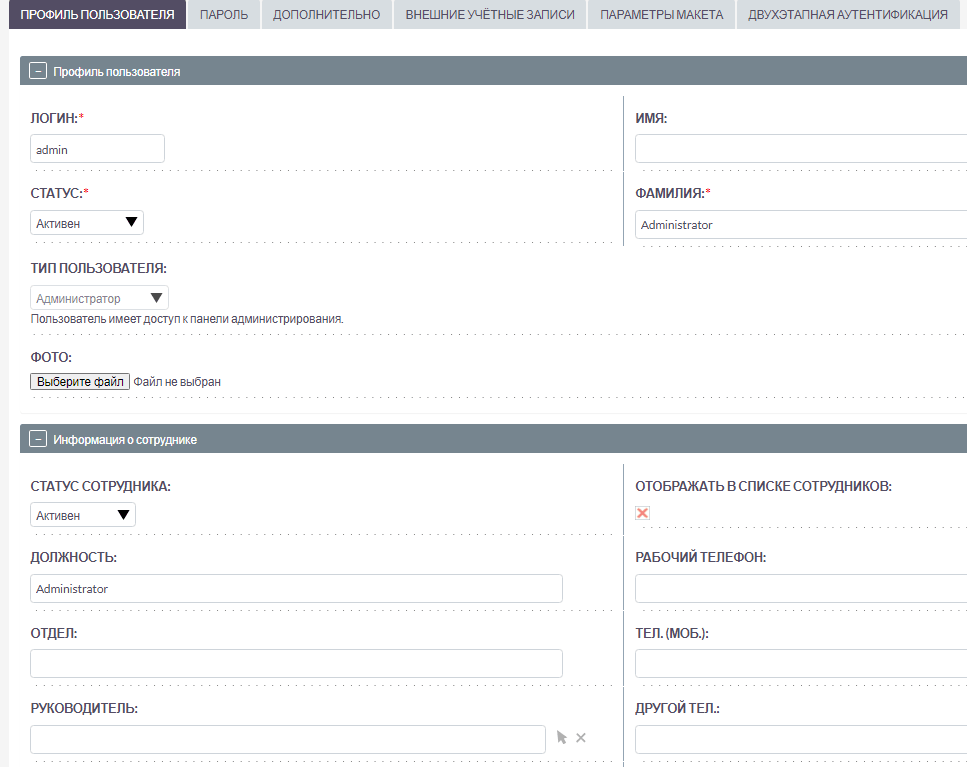 ПРОФИЛЬ ПОЛЬЗОВАТЕЛЯ ПАРОЛЬ ДОПОЛНИТЕЛЬНО ВНЕШНИЕ УЧЁТНЫЕ ЗАПИСИ ПАРАМЕТРЫ МАКЕТА ДВУХЭТАПНАЯ АУТЕНТИФИКАЦИЯ
Профиль пользователя
ЛОГИН:* ИМЯ:
admin
СТАТУС:* ФАМИЛИЯ:*
Активен Administrator
ТИП ПОЛЬЗОВАТЕЛЯ:
Администратор
Пользователь имеет доступ к панели администрирования.
ФОТО:
Выберите файл Файл не выбран
Информация о сотруднике
СТАТУС СОТРУДНИКА: ОТОБРАЖАТЬ В СПИСКЕ СОТРУДНИКОВ:
Активен
ДОЛЖНОСТЬ: РАБОЧИЙ ТЕЛЕФОН:
Administrator
ОТДЕЛ: ТЕЛ. (МОБ.):
РУКОВОДИТЕЛЬ: ДРУГОЙ ТЕЛ.: